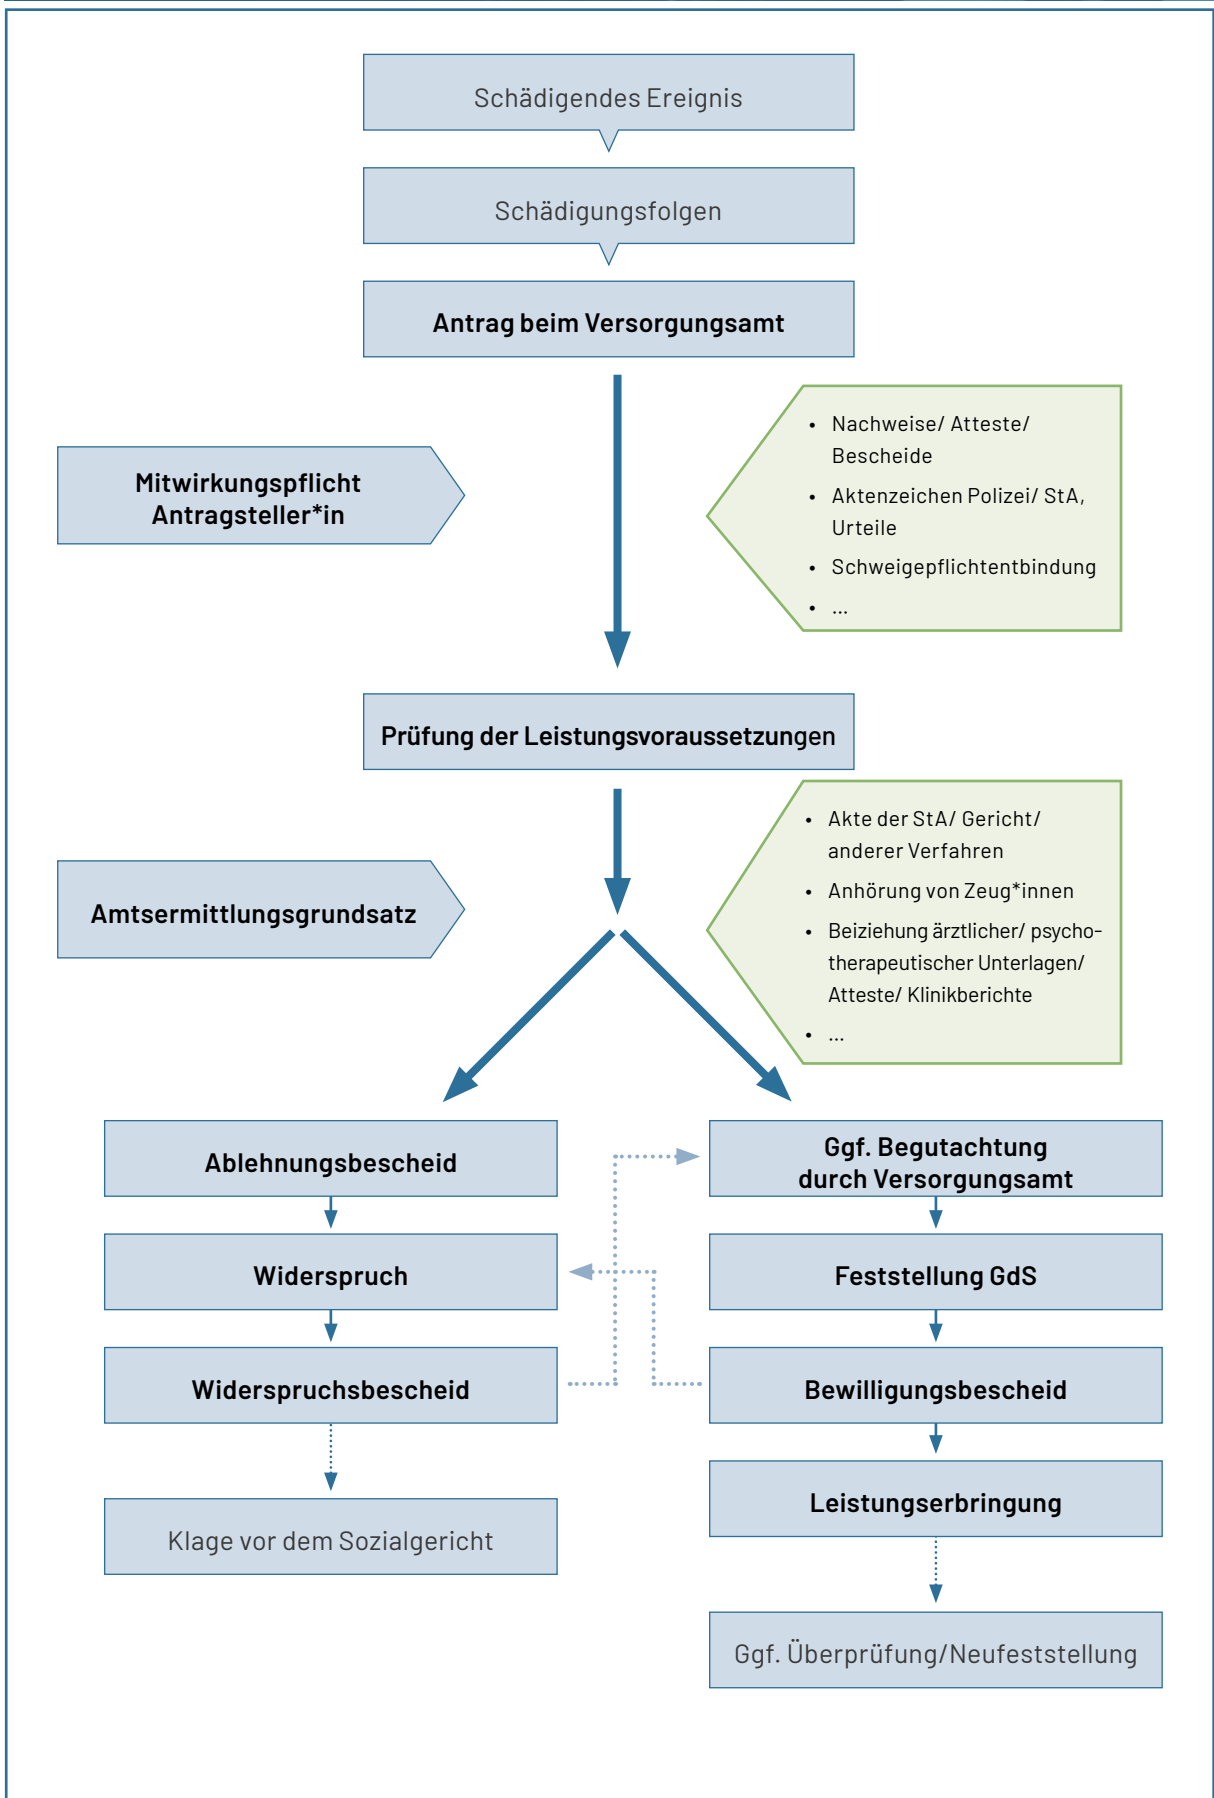 Schädigendes Ereignis
Schädigungsfolgen
Antrag beim Versorgungsamt
Mitwirkungspflicht
Antragsteller*in
• Nachweise/ Atteste/
Bescheide
• Aktenzeichen Polizei/ StA,
Urteile
• Schweigepflichtentbindung
• ...
Prüfung der Leistungsvoraussetzungen
Amtsermittlungsgrundsatz
• Akte der StA/ Gericht/
anderer Verfahren
• Anhörung von Zeug*innen
• Beiziehung ärztlicher/ psycho-
therapeutischer Unterlagen/
Atteste/ Klinikberichte
• ...
Ablehnungsbescheid
Widerspruch
Widerspruchsbescheid
Klage vor dem Sozialgericht
Ggf. Begutachtung
durch Versorgungsamt
Feststellung GdS
Bewilligungsbescheid
Leistungserbringung
Ggf. Überprüfung/Neufeststellung